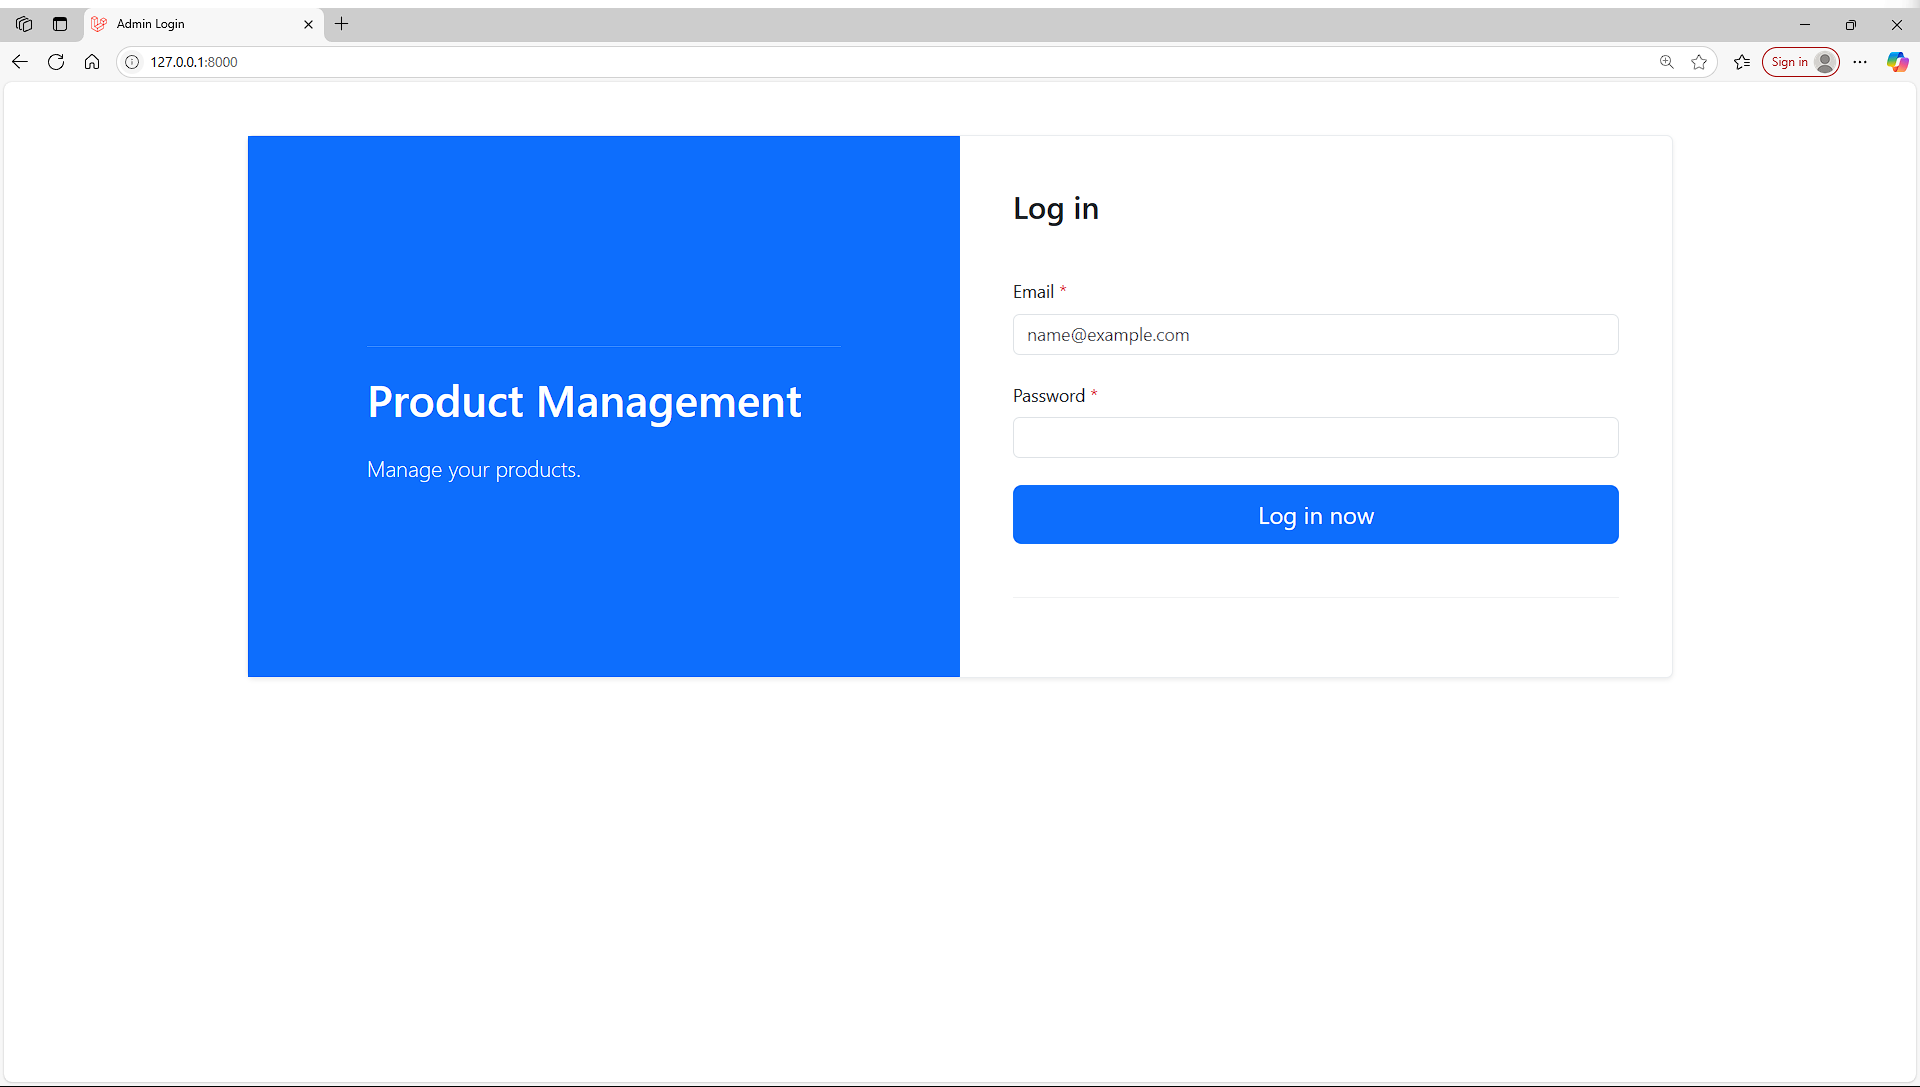 Admin Login
127.0.0.1:8000
Sign in
Product Management
Manage your products.
Log in
Email *
name@example.com
Password *
Log in now